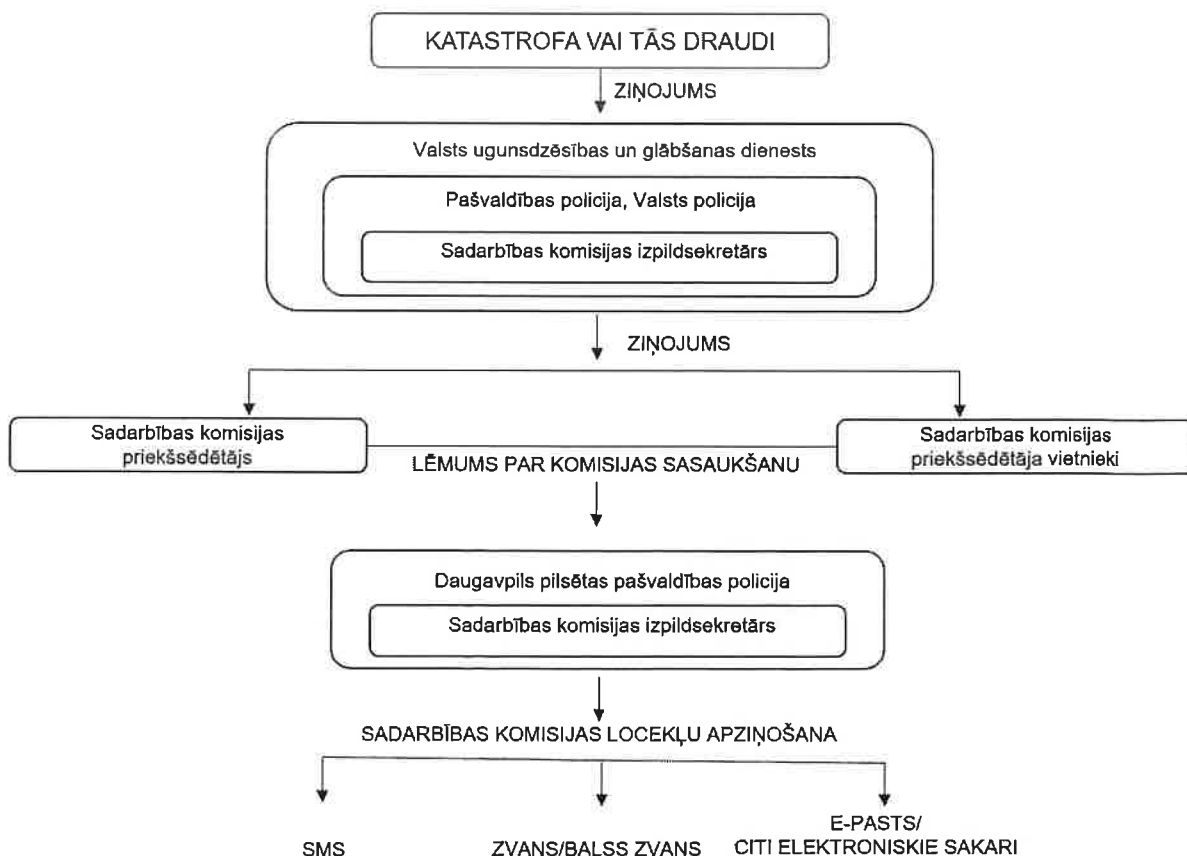 KATASTROFA VAI TĀS DRAUDI
ZIŅOJUMS
Valsts ugunsdzēsības un glābšanas dienests
Pašvaldības policija, Valsts policija
Sadarbības komisijas izpildsekretārs
ZIŅOJUMS
Sadarbības komisijas
priekšsēdētājs
Sadarbības komisijas
priekšsēdētāja vietnieki
LĒMUMS PAR KOMISIJAS SASAUKŠANU
Daugavpils pilsētas pašvaldības policija
Sadarbības komisijas izpildsekretārs
SADARBĪBAS KOMISIJAS LOCEKĻU APZIŅOŠANA
SMS
ZVANS/BALSS ZVANS
E-PASTS/
CITI ELEKTRONISKIE SAKARI